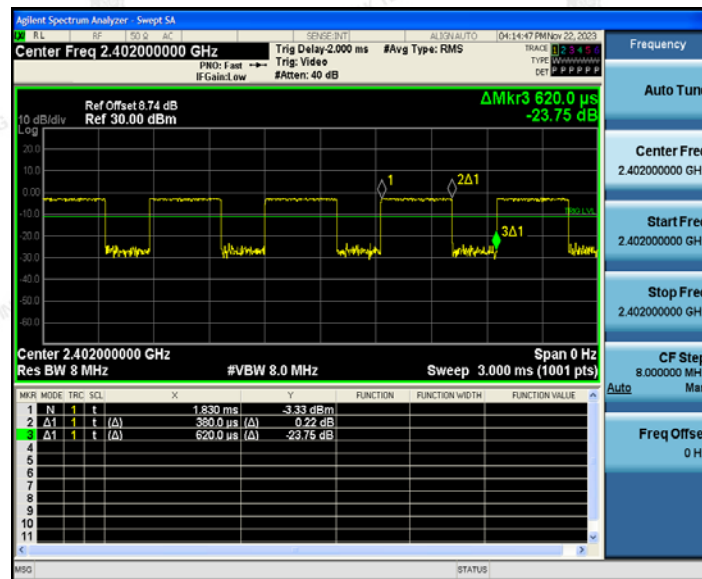 Agilent Spectrum Analyzer - Swept SA
RL RF 50 Ω AC SENSE:INT ALIGNAUTO 04:14:47 PM Nov 22, 2023
Center Freq 2.402000000 GHz
PNO: Fast
IFGain:Low
Trig Delay-2.000 ms
Trig: Video
#Atten: 40 dB
#Avg Type: RMS
TRACE 1 2 3 4 5 6
TYPE WWWWWW
DET P P P P P P
Frequency
Auto Tune
Center Freq
2.402000000 GH
Start Freq
2.402000000 GH
Stop Freq
2.402000000 GH
CF Step
8.000000 MH
Auto Man
Freq Offset
0 H
ΔMkr3 620.0 µs
-23.75 dB
Ref Offset 8.74 dB
10 dB/div Ref 30.00 dBm
Log
20.0
10.0
0.00
-10.0
-20.0
-30.0
-40.0
-50.0
-60.0
1
2Δ1
3Δ1
TRIG LVL
Center 2.402000000 GHz Span 0 Hz
Res BW 8 MHz #VBW 8.0 MHz Sweep 3.000 ms (1001 pts)
MKR MODE TRC SCL X Y FUNCTION FUNCTION WIDTH FUNCTION VALUE
1 N 1 t 1.830 ms -3.33 dBm
2 Δ1 1 t (Δ) 380.0 µs (Δ) 0.22 dB
3 Δ1 1 t (Δ) 620.0 µs (Δ) -23.75 dB
4
5
6
7
8
9
10
11
MSG STATUS